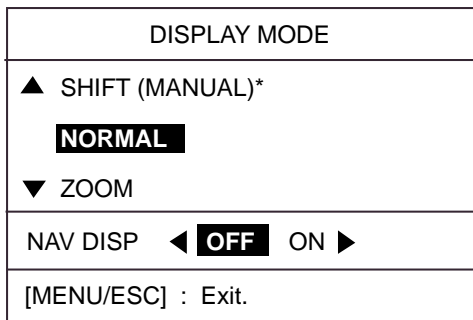 DISPLAY MODE
▲ SHIFT (MANUAL)*
NORMAL
▼ ZOOM
NAV DISP ◀ OFF ON ▶
[MENU/ESC] : Exit.